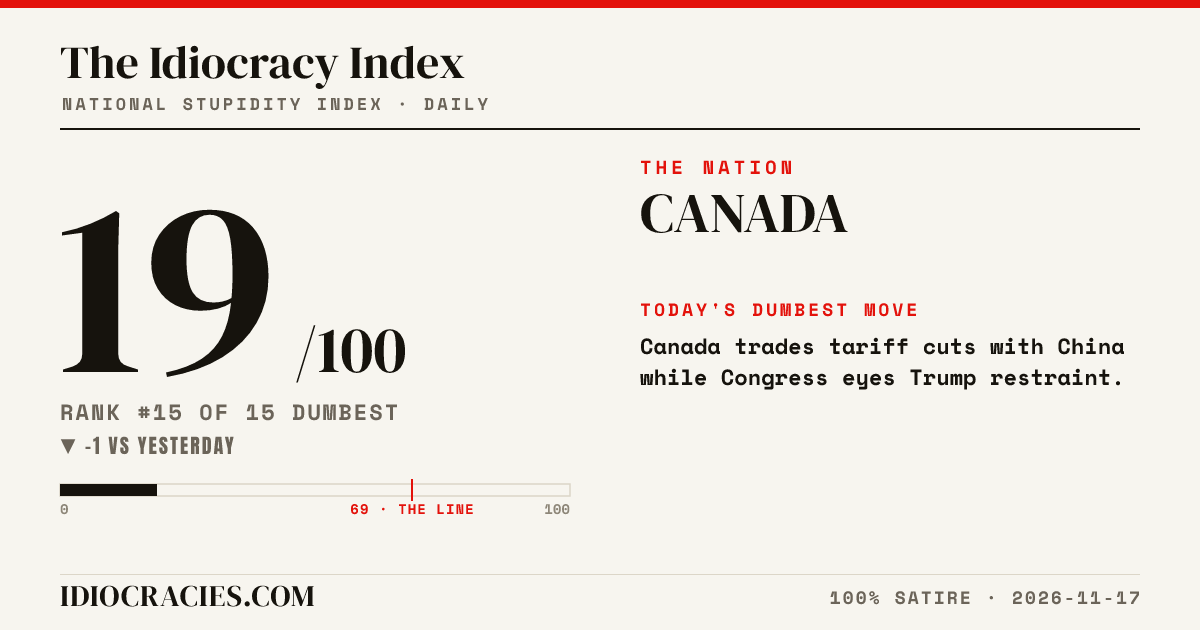 The Idiocracy Index
NATIONAL STUPIDITY INDEX · DAILY
19 /100
RANK #15 OF 15 DUMBEST
▼ -1 VS YESTERDAY
0
69 · THE LINE
100
THE NATION
CANADA
TODAY'S DUMBEST MOVE
Canada trades tariff cuts with China
while Congress eyes Trump restraint.
IDIOCRACIES.COM
100% SATIRE · 2026-11-17